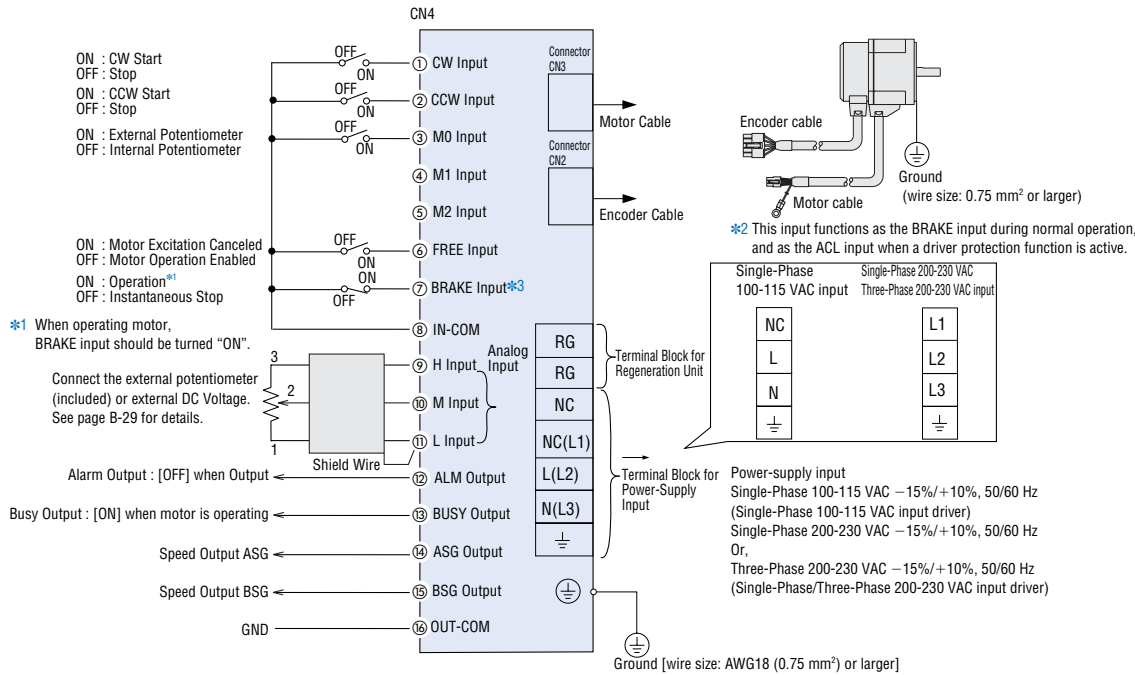 CN4
ON : CW Start
OFF : Stop
OFF
ON
① CW Input
ON : CCW Start
OFF : Stop
OFF
ON
② CCW Input
ON : External Potentiometer
OFF : Internal Potentiometer
OFF
ON
③ M0 Input
④ M1 Input
⑤ M2 Input
ON : Motor Excitation Canceled
OFF : Motor Operation Enabled
OFF
ON
⑥ FREE Input
ON : Operation*1
OFF : Instantaneous Stop
ON
OFF
⑦ BRAKE Input*3
*1 When operating motor,
BRAKE input should be turned “ON”.
⑧ IN-COM
Connect the external potentiometer
(included) or external DC Voltage.
See page B-29 for details.
3
2
1
Shield Wire
⑨ H Input
⑩ M Input
⑪ L Input
Analog
Input
Alarm Output : [OFF] when Output
⑫ ALM Output
Busy Output : [ON] when motor is operating
⑬ BUSY Output
Speed Output ASG
⑭ ASG Output
Speed Output BSG
⑮ BSG Output
GND
⑯ OUT-COM
Connector
CN3
Motor Cable
Connector
CN2
Encoder Cable
RG
RG
NC
NC(L1)
L(L2)
N(L3)
Terminal Block for
Regeneration Unit
Terminal Block for
Power-Supply
Input
Ground [wire size: AWG18 (0.75 mm²) or larger]
Encoder cable
Motor cable
Ground
(wire size: 0.75 mm² or larger)
*2 This input functions as the BRAKE input during normal operation,
and as the ACL input when a driver protection function is active.
Single-Phase
100-115 VAC input
NC
L
N
Single-Phase 200-230 VAC
Three-Phase 200-230 VAC input
L1
L2
L3
Power-supply input
Single-Phase 100-115 VAC −15%/+10%, 50/60 Hz
(Single-Phase 100-115 VAC input driver)
Single-Phase 200-230 VAC −15%/+10%, 50/60 Hz
Or,
Three-Phase 200-230 VAC −15%/+10%, 50/60 Hz
(Single-Phase/Three-Phase 200-230 VAC input driver)